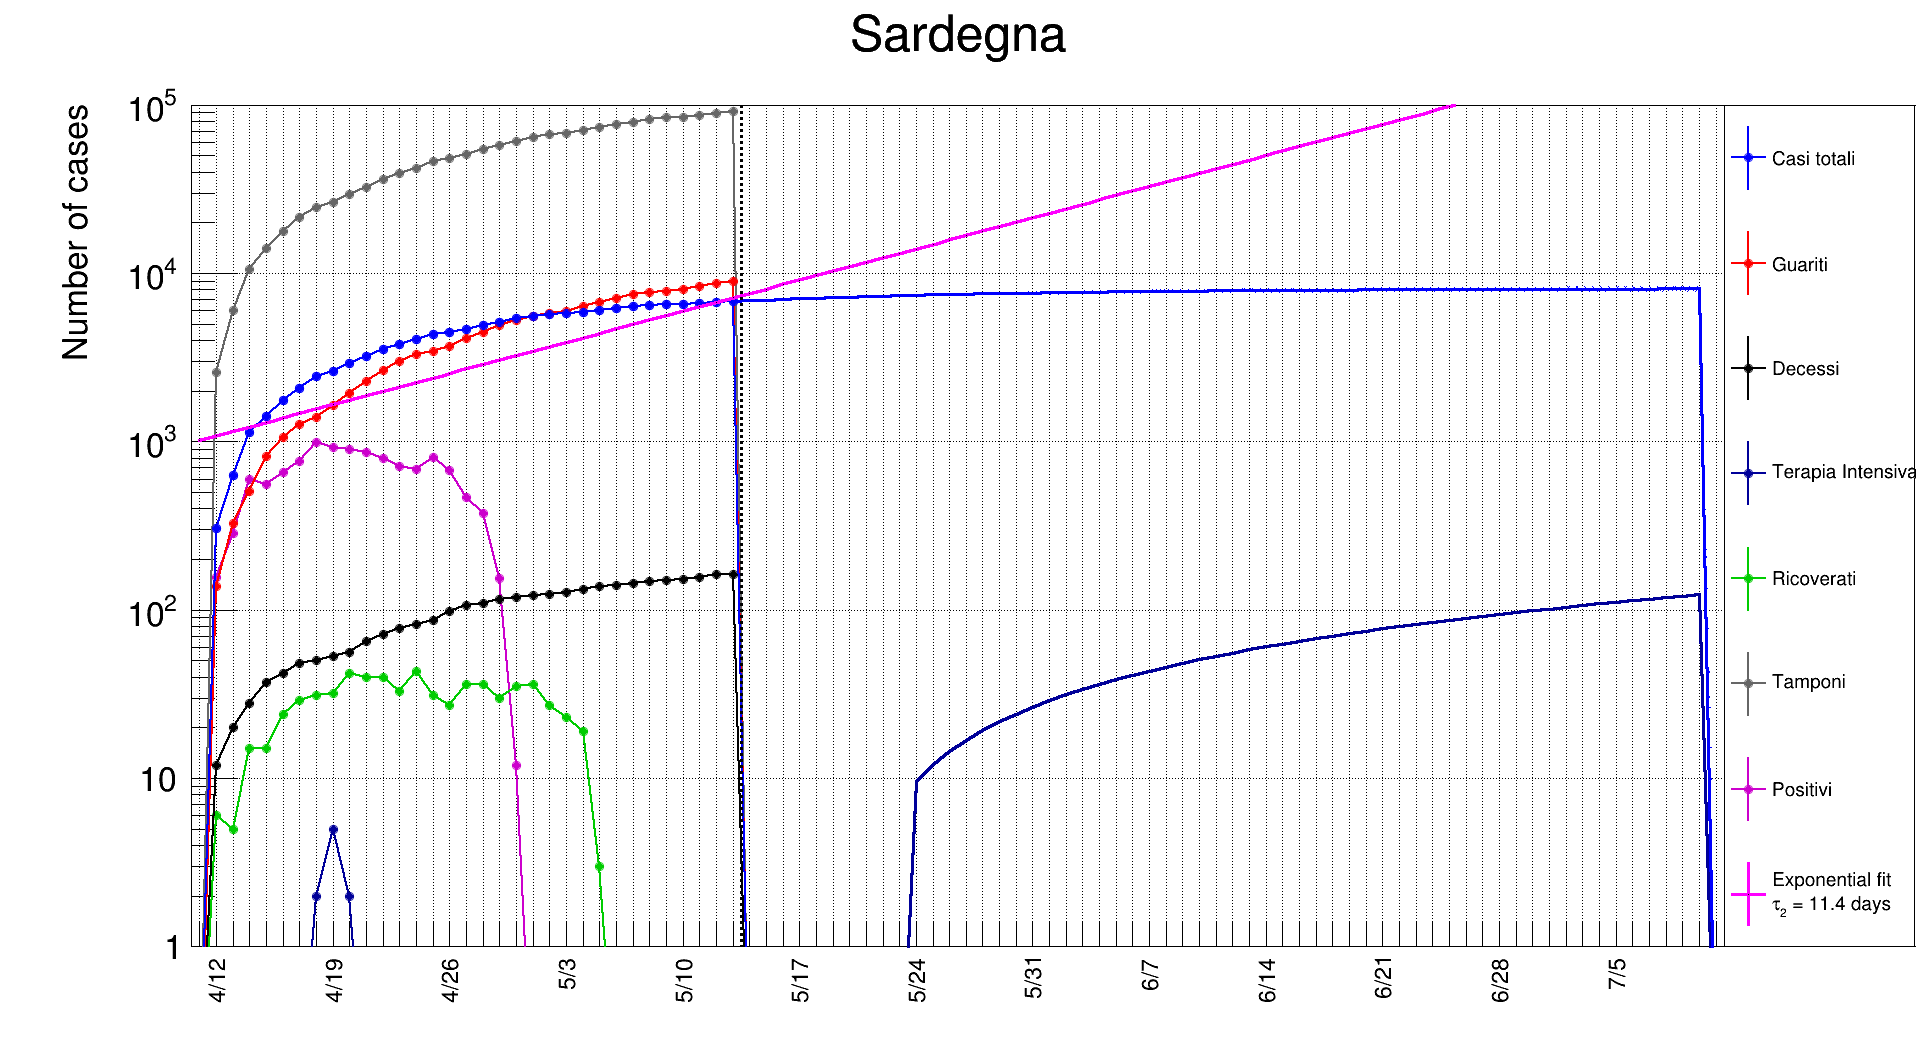 Sardegna
Number of cases
10^5
10^4
10^3
10^2
10
1
4/12
4/19
4/26
5/3
5/10
5/17
5/24
5/31
6/7
6/14
6/21
6/28
7/5
Casi totali
Guariti
Decessi
Terapia Intensiva
Ricoverati
Tamponi
Positivi
Exponential fit
τ_2 = 11.4 days